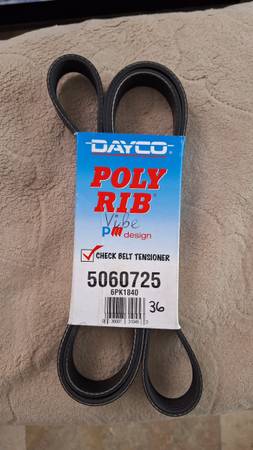 DAYCO
POLY
RIB
Vibe
Pm design
CHECK BELT TENSIONER
5060725
6PK1840
36